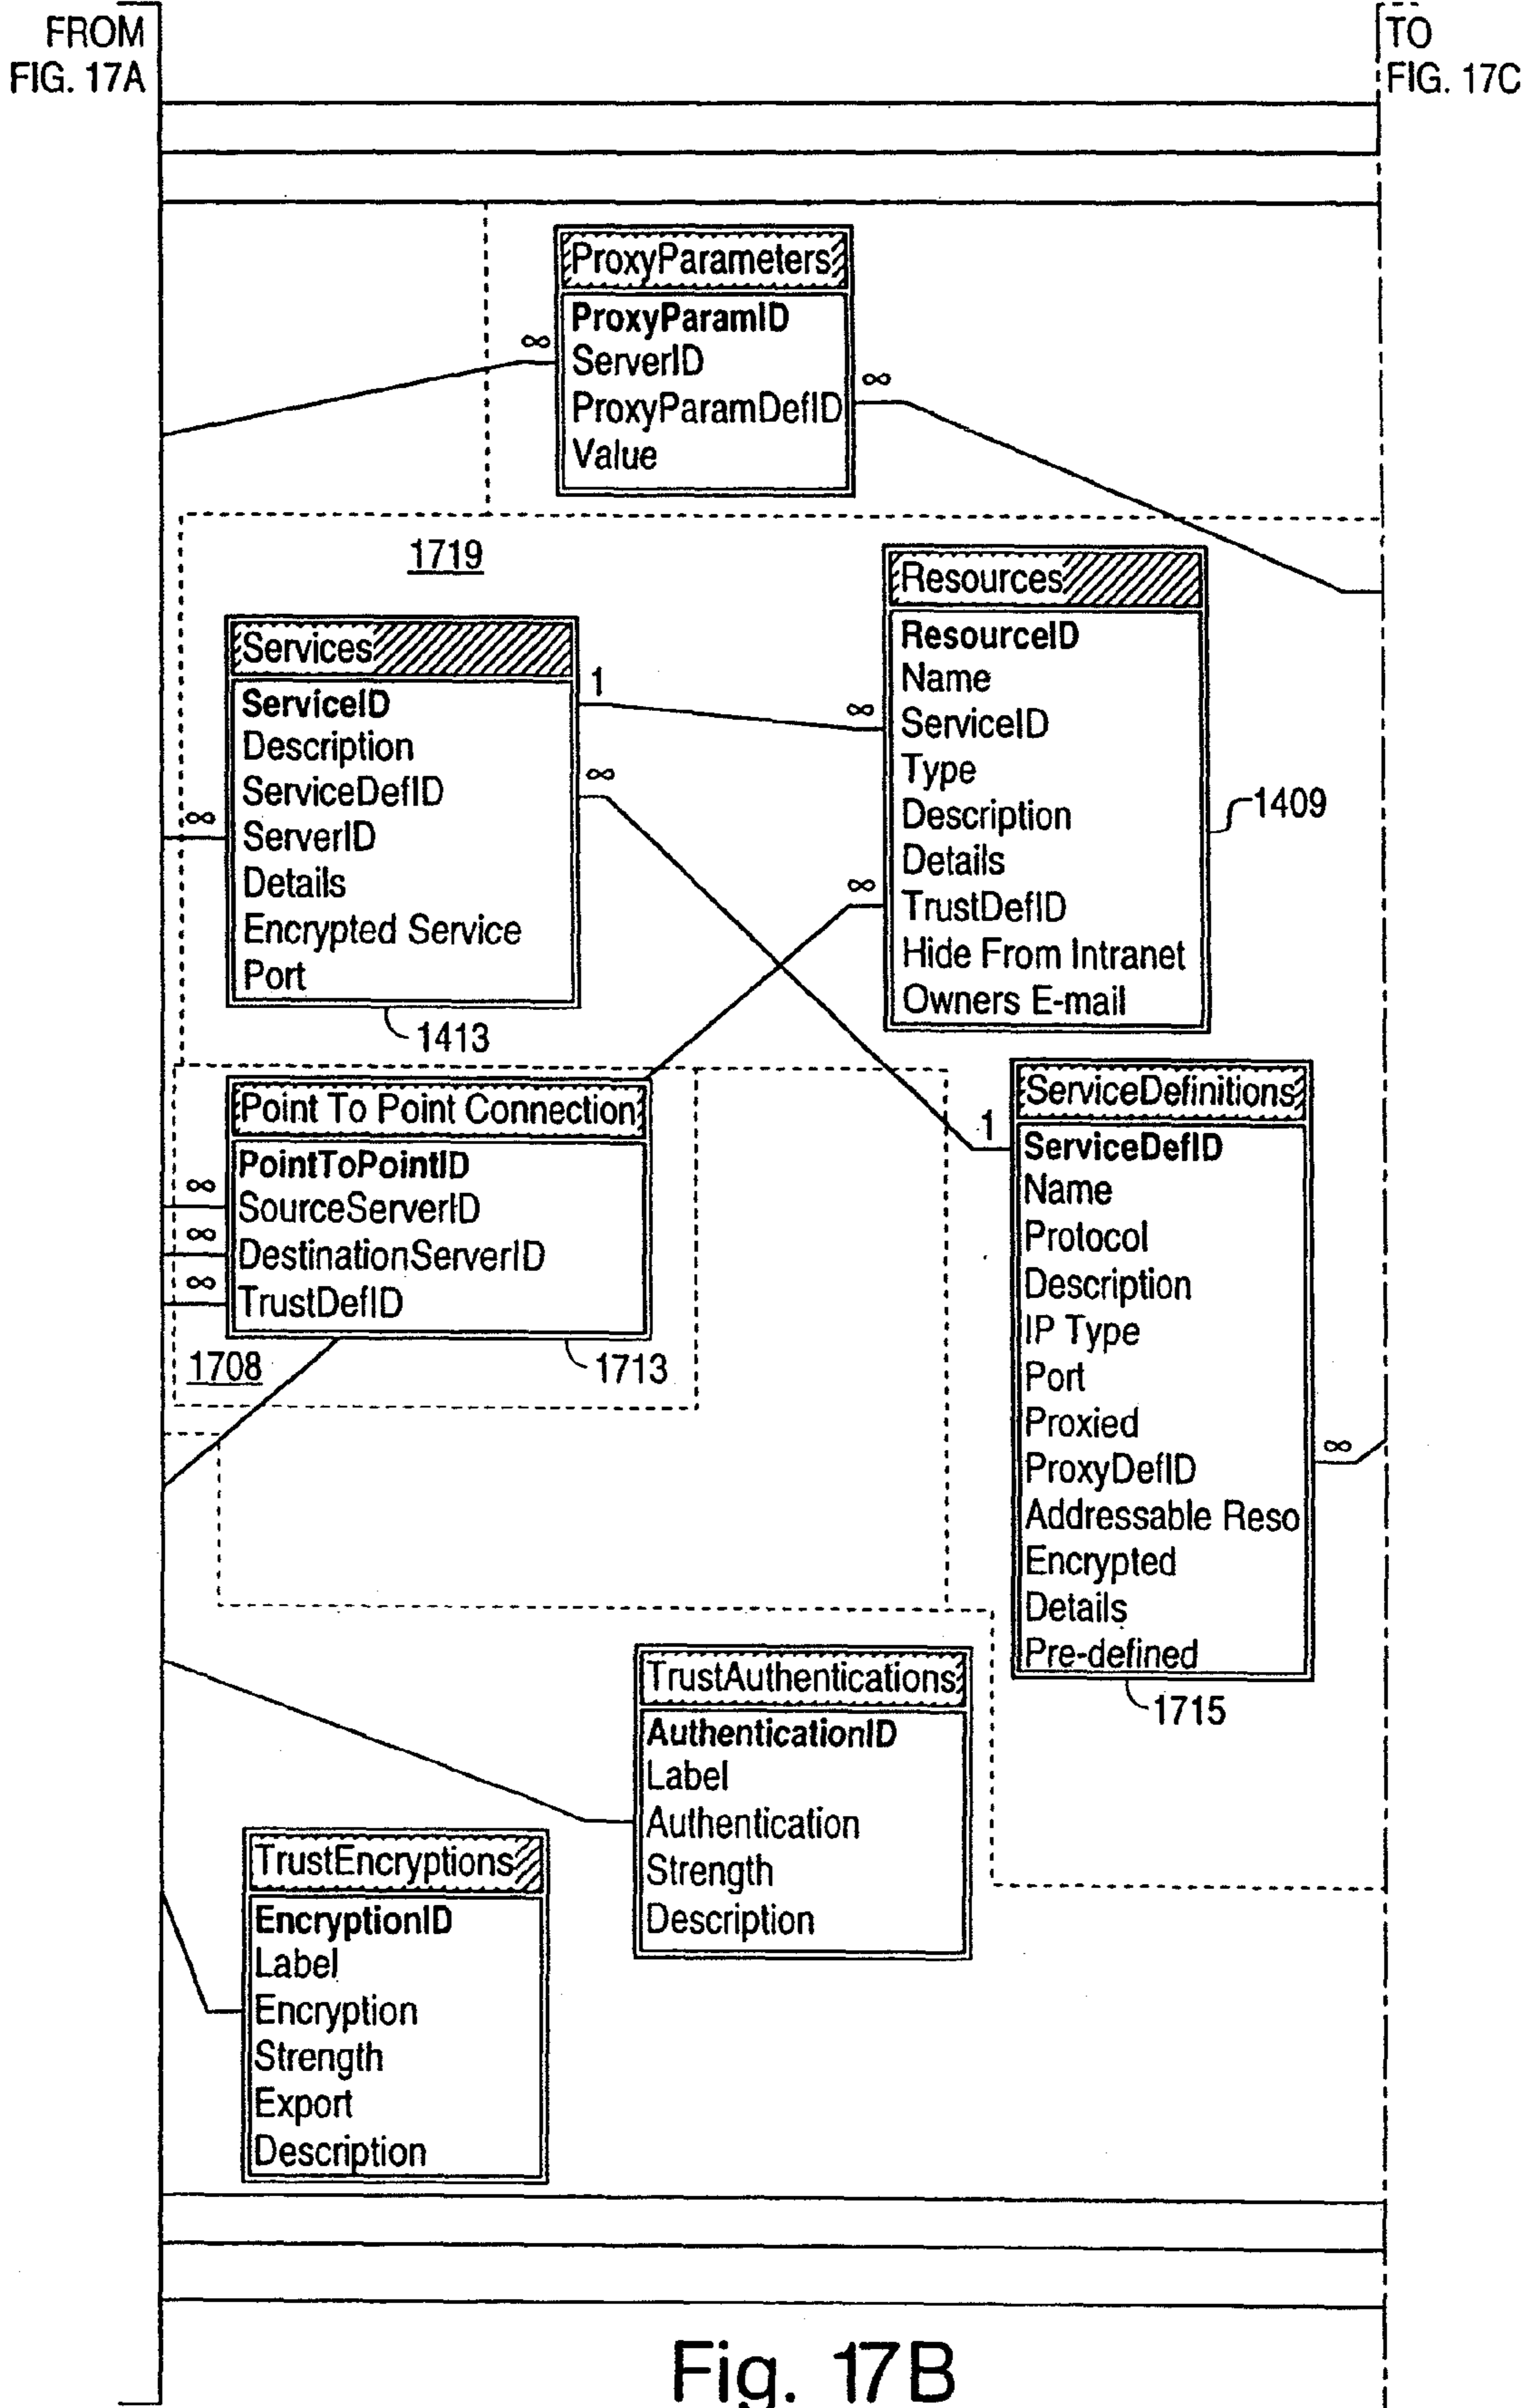 FROM
FIG. 17A
TO
FIG. 17C
ProxyParameters
ProxyParamID
∞
ServerID
∞
ProxyParamDefID
Value
1719
Resources
ResourceID
Name
∞
ServiceID
Type
Description
Details
∞
TrustDefID
Hide From Intranet
Owners E-mail
1409
Services
1
ServiceID
Description
∞
ServiceDefID
∞
ServerID
Details
Encrypted Service
Port
1413
Point To Point Connection
PointToPointID
∞
SourceServerID
∞
DestinationServerID
∞
TrustDefID
1708
1713
ServiceDefinitions
1
ServiceDefID
Name
Protocol
Description
IP Type
Port
Proxied
∞
ProxyDefID
Addressable Reso
Encrypted
Details
Pre-defined
1715
TrustAuthentications
AuthenticationID
Label
Authentication
Strength
Description
TrustEncryptions
EncryptionID
Label
Encryption
Strength
Export
Description
Fig. 17B